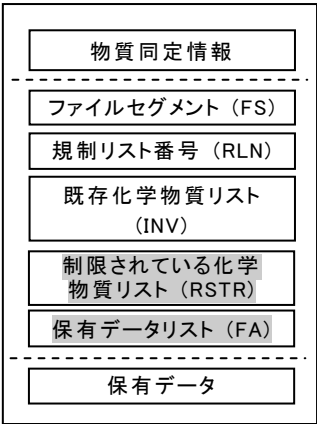 物質同定情報
ファイルセグメント（FS）
規制リスト番号（RLN）
既存化学物質リスト
（INV）
制限されている化学
物質リスト（RSTR）
保有データリスト（FA）
保有データ